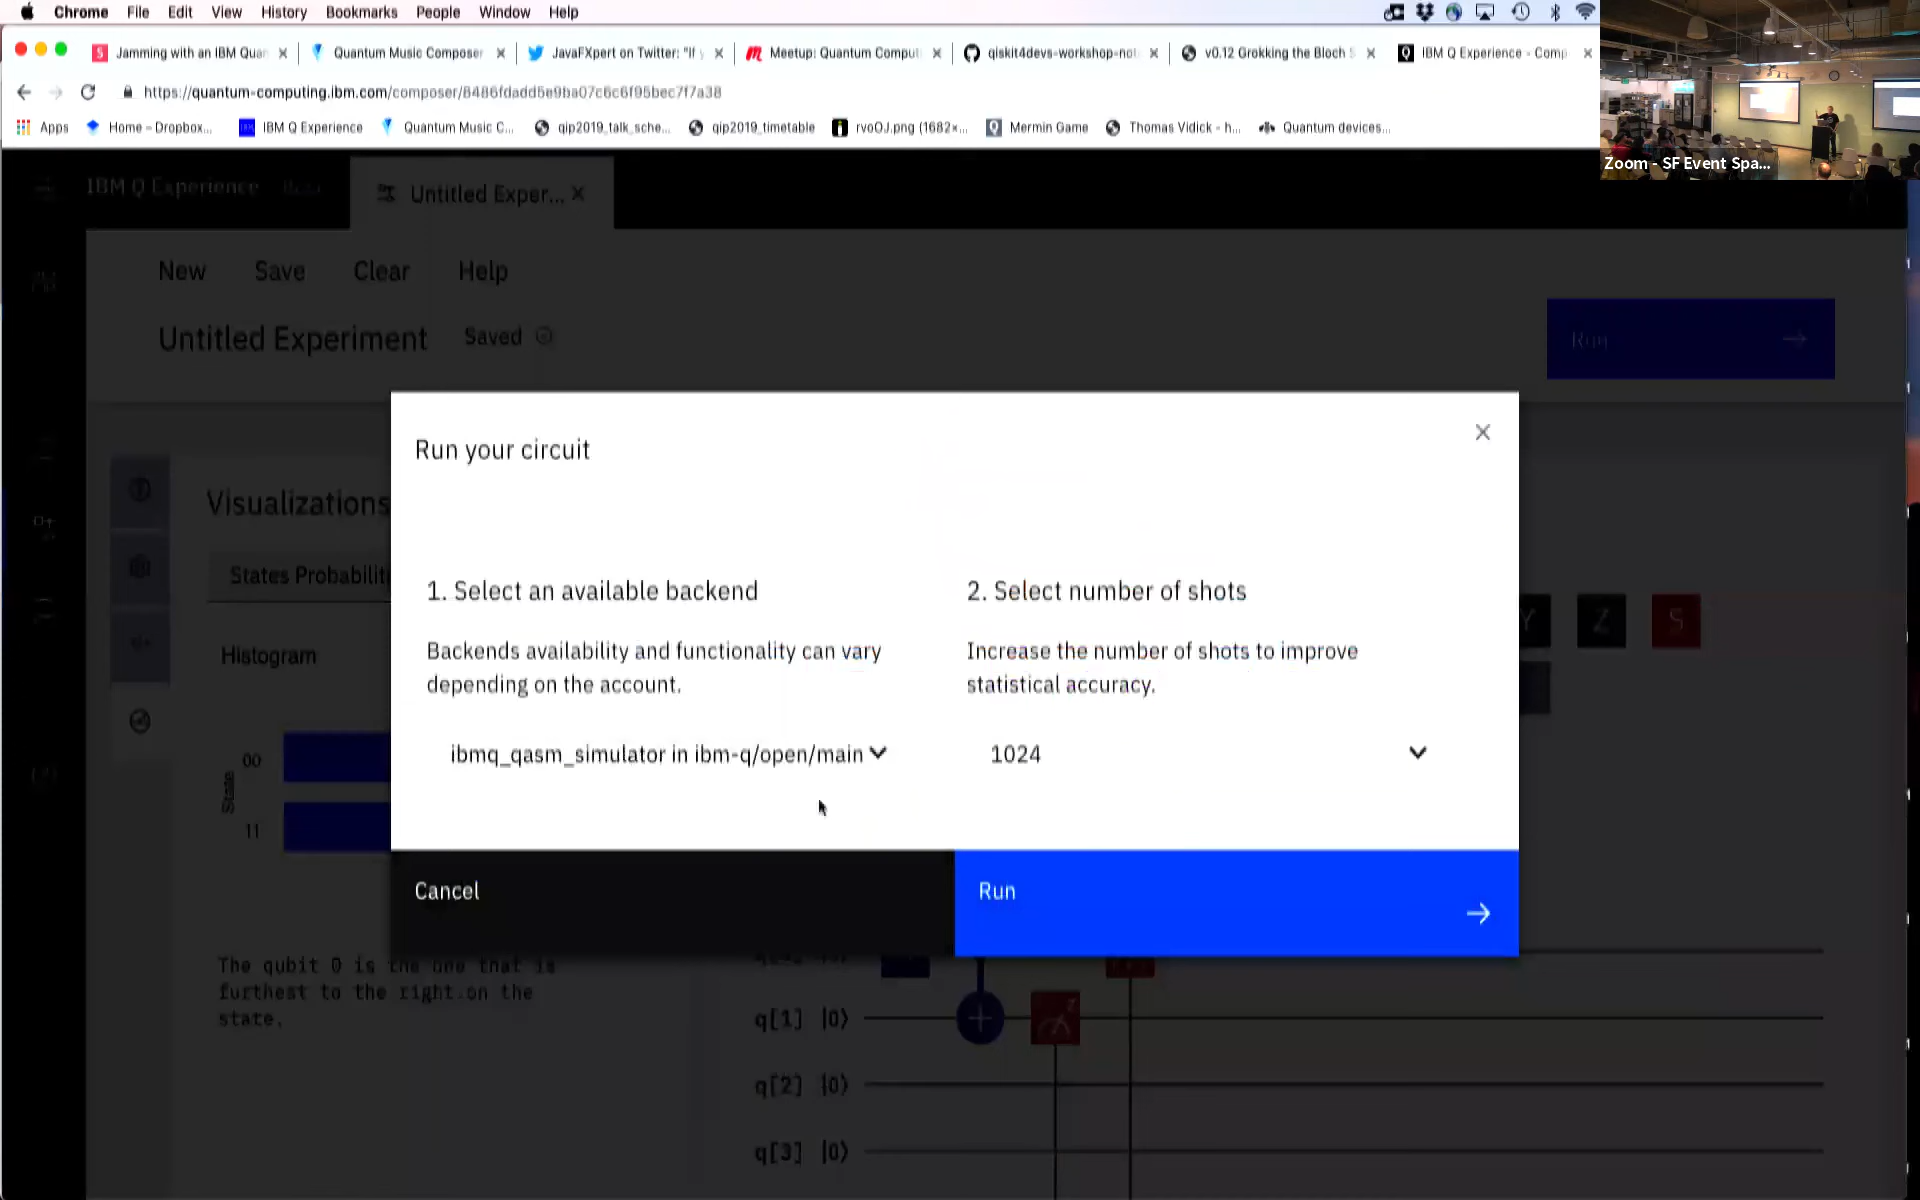 Chrome File Edit View History Bookmarks People Window Help
Jamming with an IBM Quan
Quantum Music Composer
JavaFXpert on Twitter: "If y
Meetup: Quantum Computi
qiskit4devs-workshop-not
v0.12 Grokking the Bloch S
IBM Q Experience - Comp
https://quantum-computing.ibm.com/composer/8486fdadd5e9ba07c6c6f95bec7f7a38
Apps Home – Dropbox... IBM Q Experience Quantum Music C... qip2019_talk_sche... qip2019_timetable rvoOJ.png (1682×... Mermin Game Thomas Vidick - h... Quantum devices...
Zoom - SF Event Spa...
IBM Q Experience Beta
Untitled Exper...
New Save Clear Help
Untitled Experiment Saved
Run
Run your circuit
Visualizations
States Probabiliti
Histogram
State
00
11
1. Select an available backend
Backends availability and functionality can vary
depending on the account.
ibmq_qasm_simulator in ibm-q/open/main
2. Select number of shots
Increase the number of shots to improve
statistical accuracy.
1024
Y Z S
Cancel
Run
The qubit 0 is the one that is
furthest to the right on the
state.
q[1] |0⟩
q[2] |0⟩
q[3] |0⟩